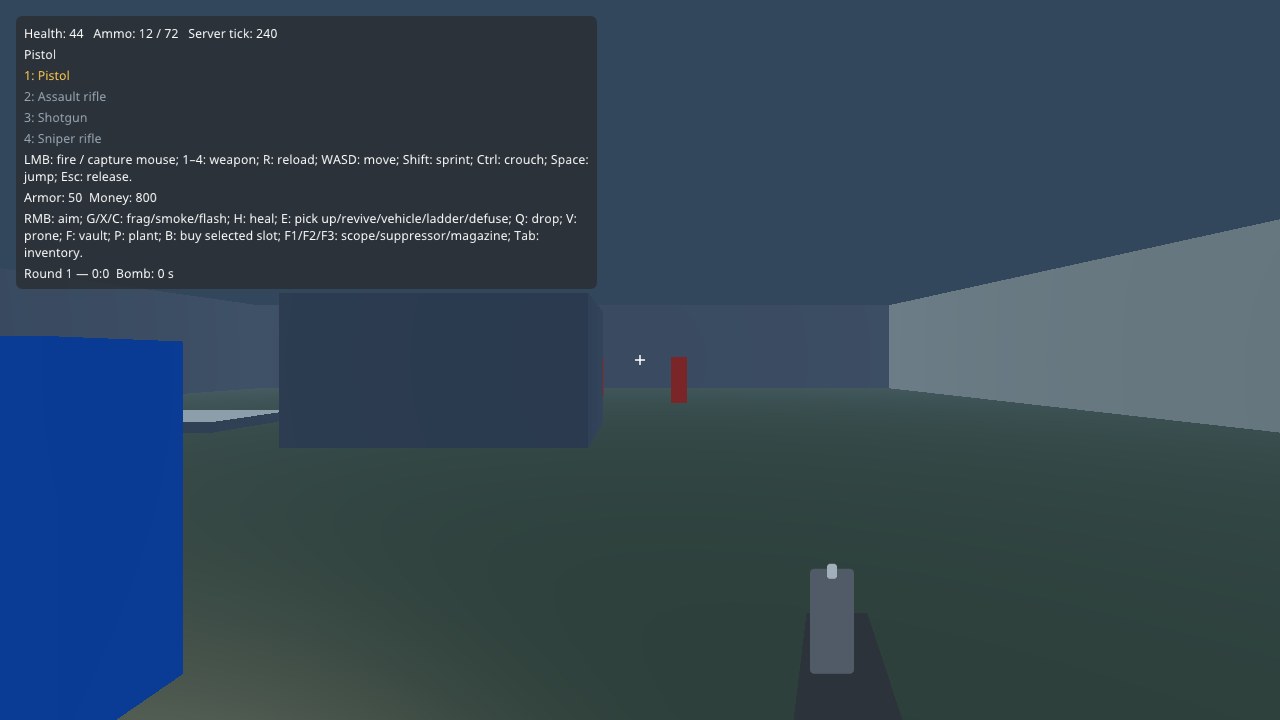 Health: 44   Ammo: 12 / 72   Server tick: 240
Pistol
1: Pistol
2: Assault rifle
3: Shotgun
4: Sniper rifle
LMB: fire / capture mouse; 1–4: weapon; R: reload; WASD: move; Shift: sprint; Ctrl: crouch; Space:
jump; Esc: release.
Armor: 50  Money: 800
RMB: aim; G/X/C: frag/smoke/flash; H: heal; E: pick up/revive/vehicle/ladder/defuse; Q: drop; V:
prone; F: vault; P: plant; B: buy selected slot; F1/F2/F3: scope/suppressor/magazine; Tab:
inventory.
Round 1 — 0:0  Bomb: 0 s